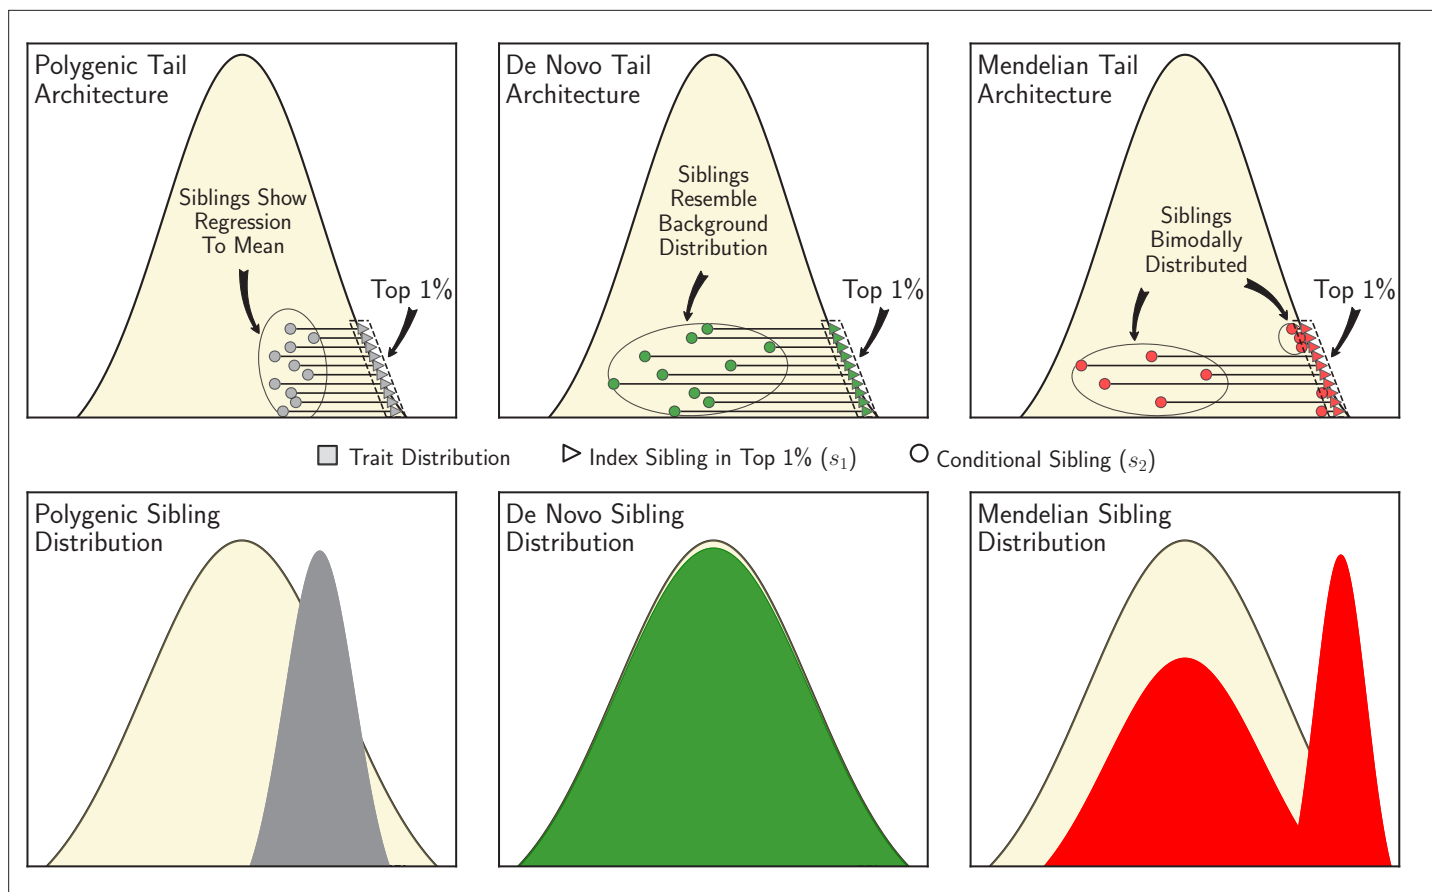 Polygenic Tail
Architecture
Siblings Show
Regression
To Mean
Top 1%
De Novo Tail
Architecture
Siblings
Resemble
Background
Distribution
Top 1%
Mendelian Tail
Architecture
Siblings
Bimodally
Distributed
Top 1%
Trait Distribution
Index Sibling in Top 1% (s₁)
Conditional Sibling (s₂)
Polygenic Sibling
Distribution
De Novo Sibling
Distribution
Mendelian Sibling
Distribution